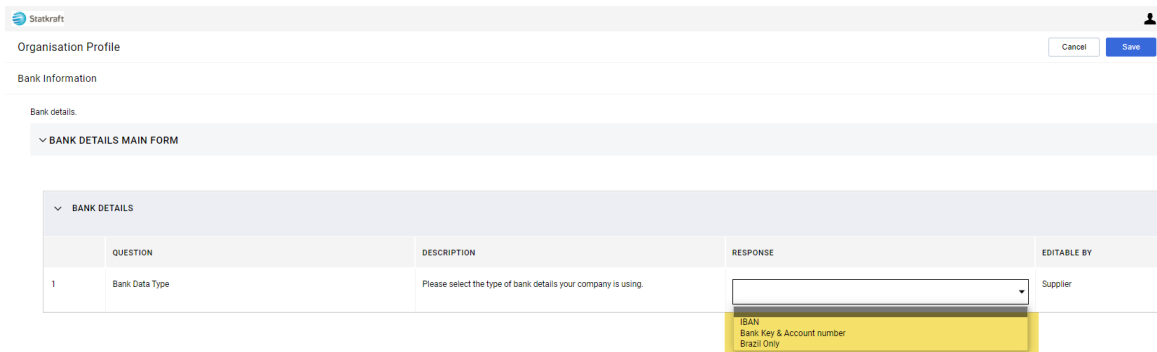 Statkraft
Organisation Profile
Cancel
Save
Bank Information
Bank details.
BANK DETAILS MAIN FORM
BANK DETAILS
QUESTION DESCRIPTION RESPONSE EDITABLE BY
1 Bank Data Type Please select the type of bank details your company is using. Supplier
IBAN
Bank Key & Account number
Brazil Only